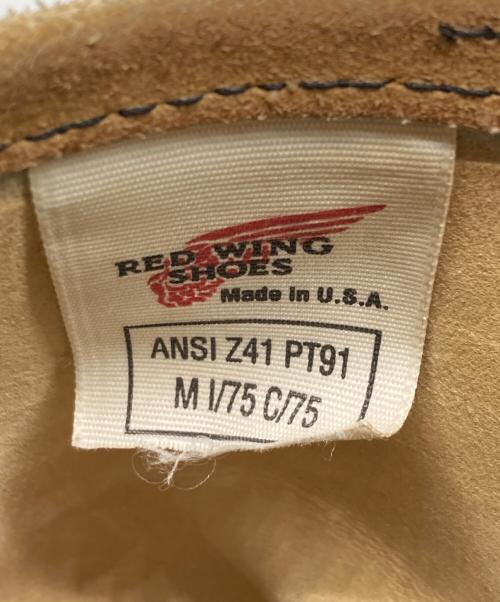 RED WING
SHOES
Made in U.S.A.
ANSI Z41 PT91
M I/75 C/75